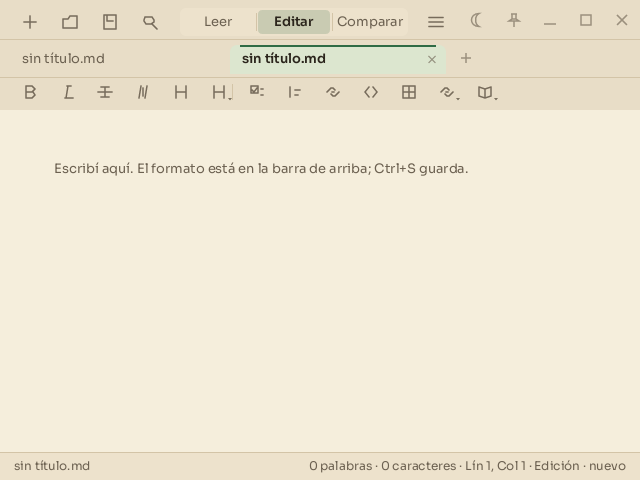 Leer Editar Comparar
sin título.md sin título.md
Escribí aquí. El formato está en la barra de arriba; Ctrl+S guarda.
sin título.md 0 palabras · 0 caracteres · Lín 1, Col 1 · Edición · nuevo